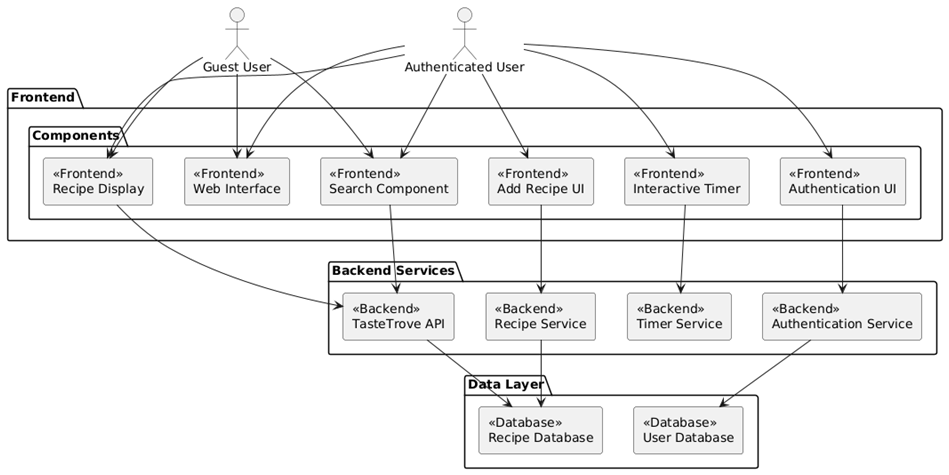 Guest User
Authenticated User
Frontend
Components
«Frontend»
Recipe Display
«Frontend»
Web Interface
«Frontend»
Search Component
«Frontend»
Add Recipe UI
«Frontend»
Interactive Timer
«Frontend»
Authentication UI
Backend Services
«Backend»
TasteTrove API
«Backend»
Recipe Service
«Backend»
Timer Service
«Backend»
Authentication Service
Data Layer
«Database»
Recipe Database
«Database»
User Database